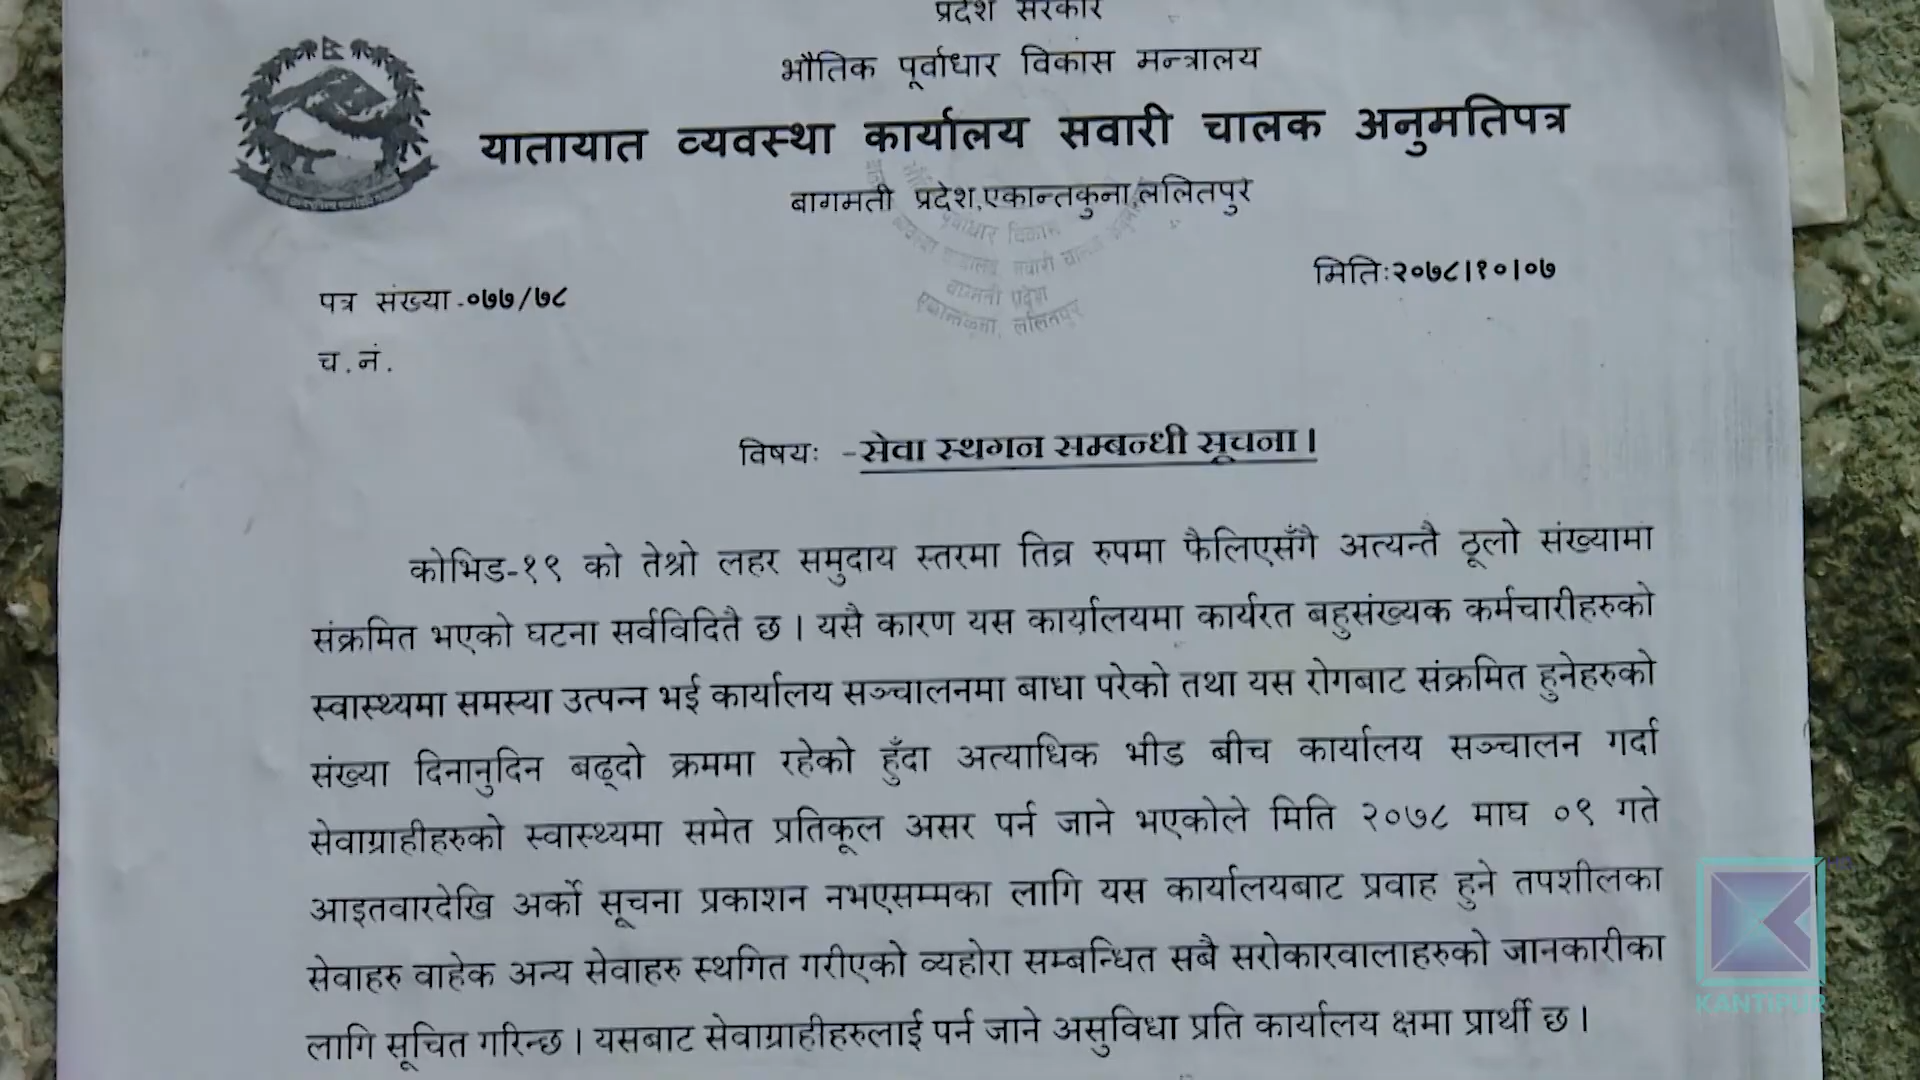 प्रदेश सरकार
भौतिक पूर्वाधार विकास मन्त्रालय
यातायात व्यवस्था कार्यालय सवारी चालक अनुमतिपत्र
बागमती प्रदेश,एकान्तकुना,ललितपुर
पूर्वाधार विकास
बागमती प्रदेश
एकान्तकुना, ललितपुर
मितिः२०७८।१०।०७
पत्र संख्या -०७७/७८
च.नं.
विषयः -सेवा स्थगन सम्बन्धी सूचना।
कोभिड-१९ को तेश्रो लहर समुदाय स्तरमा तिव्र रुपमा फैलिएसँगै अत्यन्तै ठूलो संख्यामा
संक्रमित भएको घटना सर्वविदितै छ । यसै कारण यस कार्यालयमा कार्यरत बहुसंख्यक कर्मचारीहरुको
स्वास्थ्यमा समस्या उत्पन्न भई कार्यालय सञ्चालनमा बाधा परेको तथा यस रोगबाट संक्रमित हुनेहरुको
संख्या दिनानुदिन बढ्दो क्रममा रहेको हुँदा अत्याधिक भीड बीच कार्यालय सञ्चालन गर्दा
सेवाग्राहीहरुको स्वास्थ्यमा समेत प्रतिकूल असर पर्न जाने भएकोले मिति २०७८ माघ ०९ गते
आइतवारदेखि अर्को सूचना प्रकाशन नभएसम्मका लागि यस कार्यालयबाट प्रवाह हुने तपशीलका
सेवाहरु वाहेक अन्य सेवाहरु स्थगित गरीएको व्यहोरा सम्बन्धित सबै सरोकारवालाहरुको जानकारीका
लागि सूचित गरिन्छ । यसबाट सेवाग्राहीहरुलाई पर्न जाने असुविधा प्रति कार्यालय क्षमा प्रार्थी छ ।
KANTIPUR